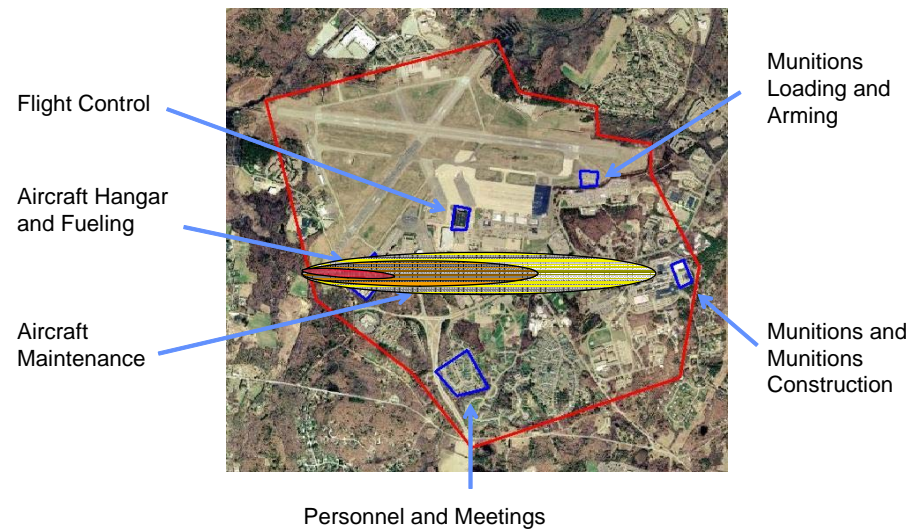 Flight Control
Aircraft Hangar
and Fueling
Aircraft
Maintenance
Munitions
Loading and
Arming
Munitions and
Munitions
Construction
Personnel and Meetings